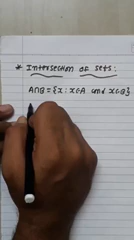 * Intersection of sets:
A∩B = {x : x∈A and x∈B}